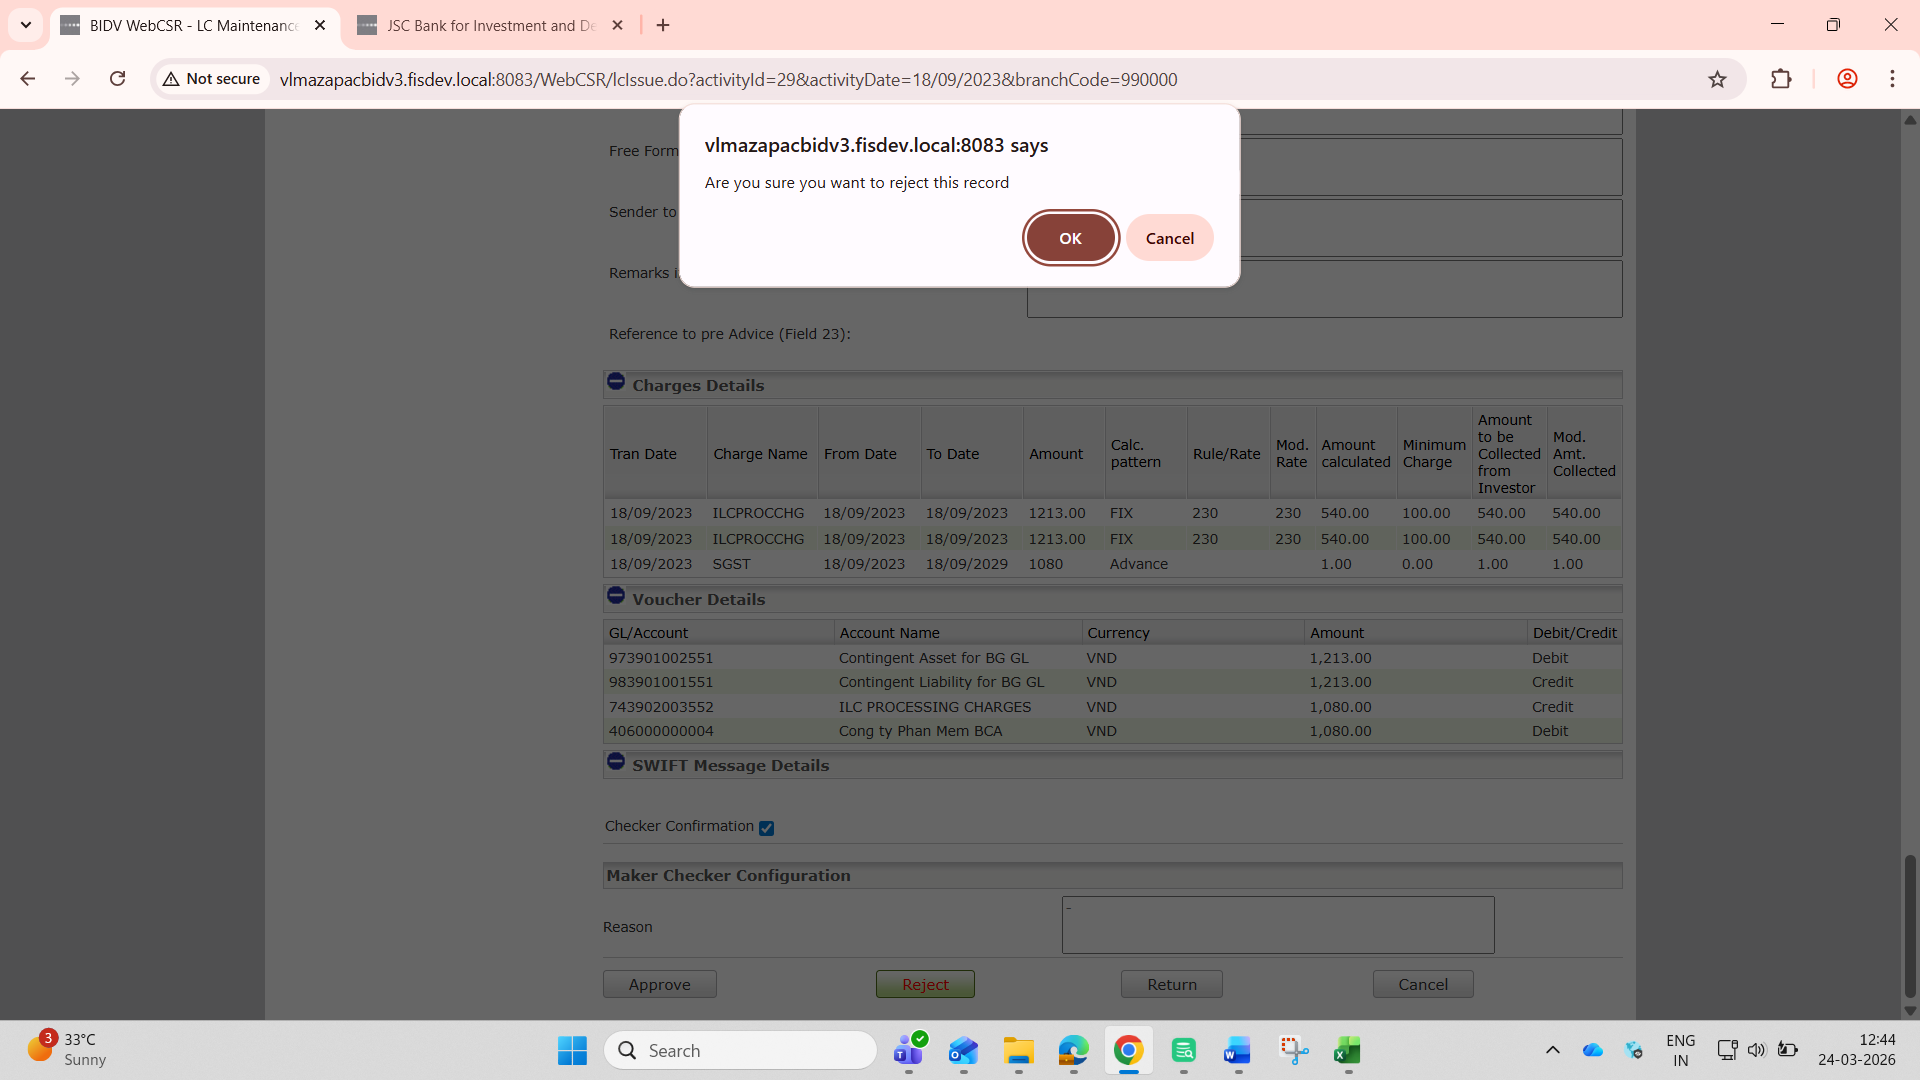 BIDV WebCSR - LC Maintenance
JSC Bank for Investment and De
Not secure
vlmazapacbidv3.fisdev.local:8083/WebCSR/lcIssue.do?activityId=29&activityDate=18/09/2023&branchCode=990000
vlmazapacbidv3.fisdev.local:8083 says
Are you sure you want to reject this record
OK
Cancel
Free Form
Sender to
Remarks i
Reference to pre Advice (Field 23):
Charges Details
Tran Date Charge Name From Date To Date Amount Calc. pattern Rule/Rate Mod. Rate Amount calculated Minimum Charge Amount to be Collected from Investor Mod. Amt. Collected
18/09/2023 ILCPROCCHG 18/09/2023 18/09/2023 1213.00 FIX 230 230 540.00 100.00 540.00 540.00
18/09/2023 ILCPROCCHG 18/09/2023 18/09/2023 1213.00 FIX 230 230 540.00 100.00 540.00 540.00
18/09/2023 SGST 18/09/2023 18/09/2029 1080 Advance 1.00 0.00 1.00 1.00
Voucher Details
GL/Account Account Name Currency Amount Debit/Credit
973901002551 Contingent Asset for BG GL VND 1,213.00 Debit
983901001551 Contingent Liability for BG GL VND 1,213.00 Credit
743902003552 ILC PROCESSING CHARGES VND 1,080.00 Credit
406000000004 Cong ty Phan Mem BCA VND 1,080.00 Debit
SWIFT Message Details
Checker Confirmation
Maker Checker Configuration
Reason
-
Approve
Reject
Return
Cancel
3
33°C
Sunny
Search
ENG
IN
12:44
24-03-2026